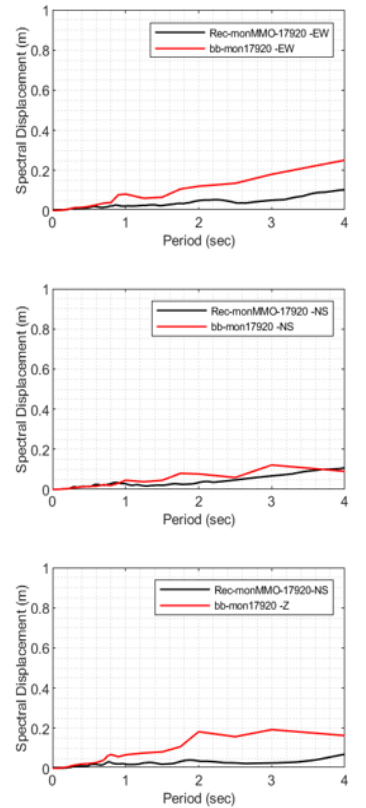 1
Rec-monMMO-17920 -EW
bb-mon17920 -EW
0.8
0.6
0.4
0.2
0
Spectral Displacement (m)
0 1 2 3 4
Period (sec)
1
Rec-monMMO-17920 -NS
bb-mon17920 -NS
0.8
0.6
0.4
0.2
0
Spectral Displacement (m)
0 1 2 3 4
Period (sec)
1
Rec-monMMO-17920-NS
bb-mon17920 -Z
0.8
0.6
0.4
0.2
0
Spectral Displacement (m)
0 1 2 3 4
Period (sec)